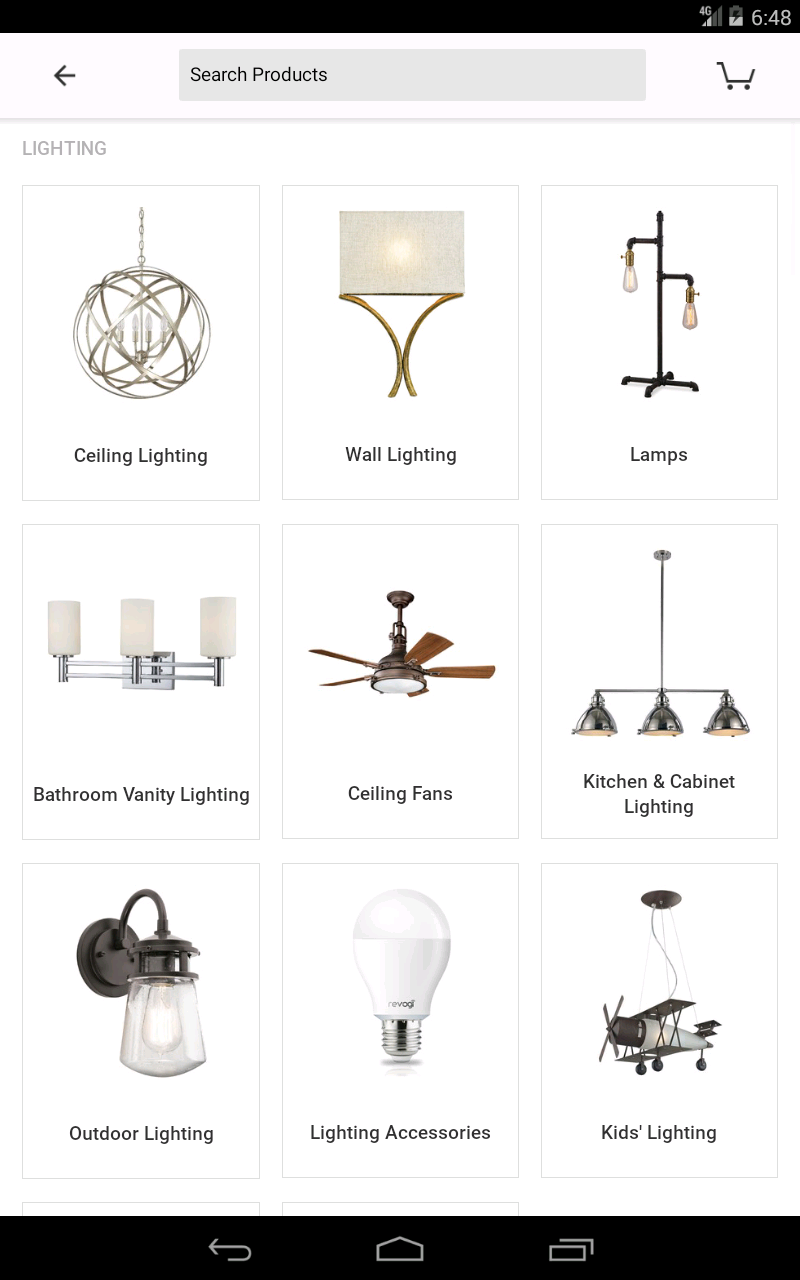 4G 6:48
Search Products
LIGHTING
Ceiling Lighting
Wall Lighting
Lamps
Bathroom Vanity Lighting
Ceiling Fans
Kitchen & Cabinet
Lighting
revogi
Outdoor Lighting
Lighting Accessories
Kids' Lighting